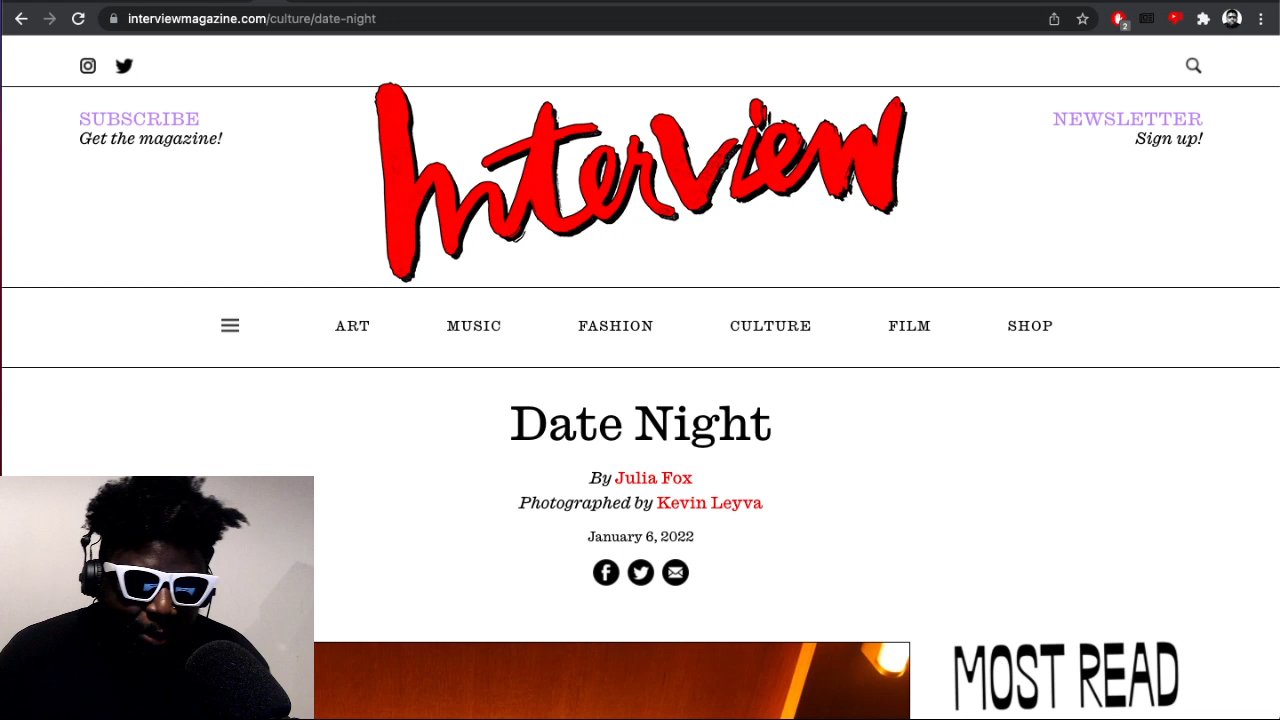 interviewmagazine.com/culture/date-night
2
SUBSCRIBE
Get the magazine!
Interview
NEWSLETTER
Sign up!
ART MUSIC FASHION CULTURE FILM SHOP
Date Night
By Julia Fox
Photographed by Kevin Leyva
January 6, 2022
MOST READ